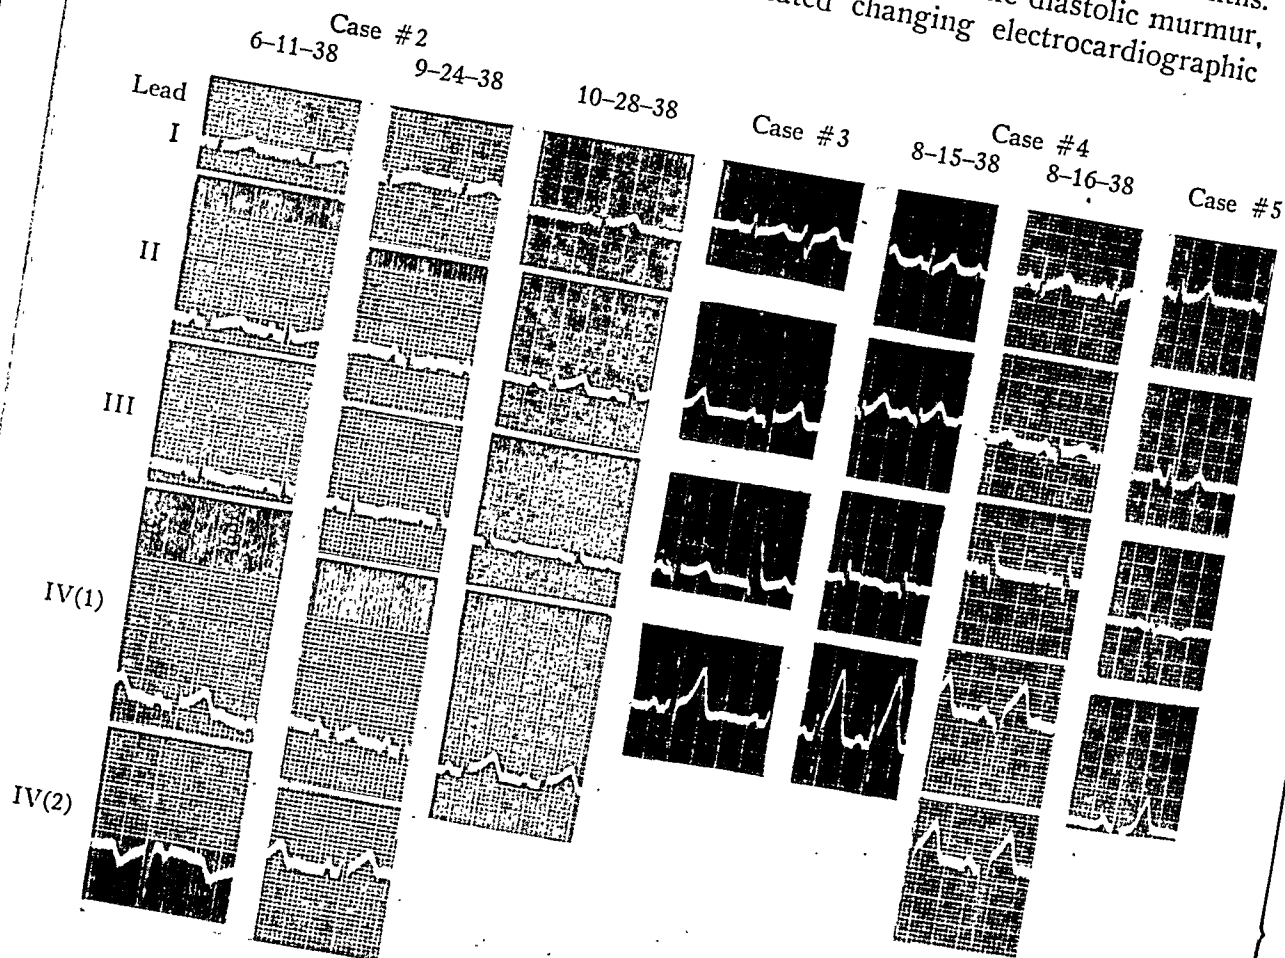 diastolic murmur,
changing electrocardiographic
Case #2
6–11–38
9–24–38
10–28–38
Case #3
Case #4
8–15–38
8–16–38
Case #5
Lead
I
II
III
IV(1)
IV(2)